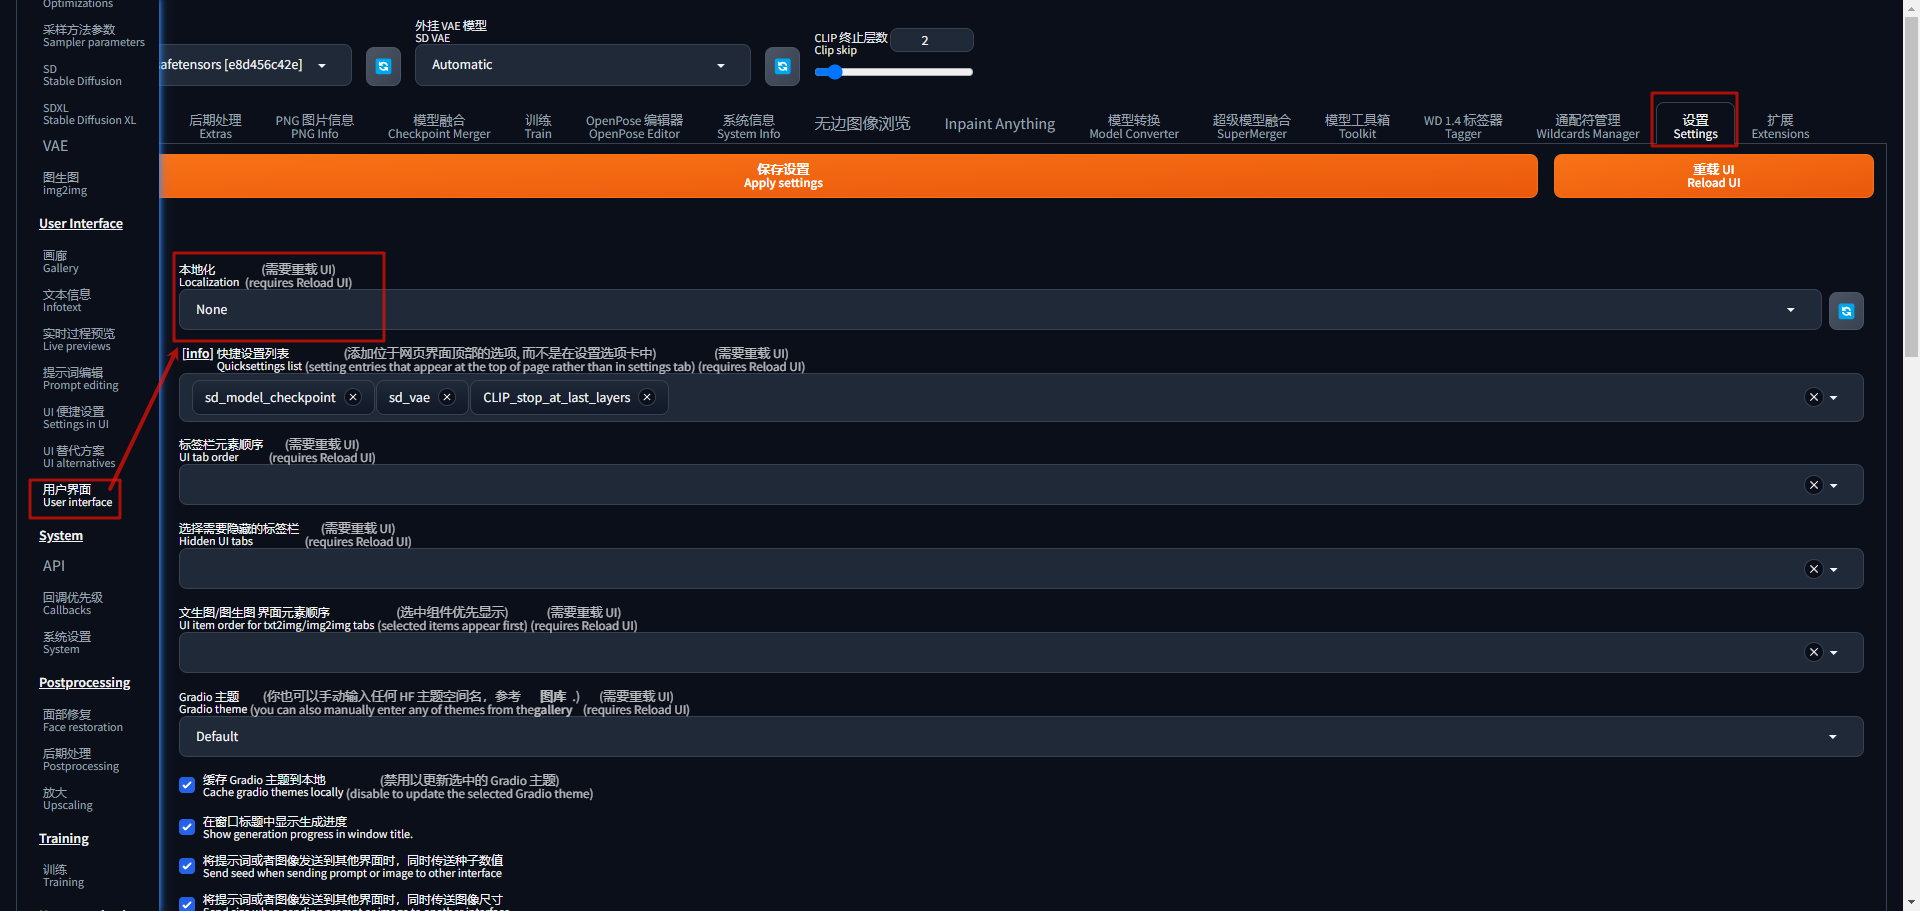 Optimizations
采样方法参数
Sampler parameters
SD
Stable Diffusion
SDXL
Stable Diffusion XL
VAE
图生图
img2img
User Interface
画廊
Gallery
文本信息
Infotext
实时过程预览
Live previews
提示词编辑
Prompt editing
UI 便捷设置
Settings in UI
UI 替代方案
UI alternatives
用户界面
User interface
System
API
回调优先级
Callbacks
系统设置
System
Postprocessing
面部修复
Face restoration
后期处理
Postprocessing
放大
Upscaling
Training
训练
Training
afetensors [e8d456c42e]
外挂 VAE 模型
SD VAE
Automatic
CLIP 终止层数
Clip skip
2
后期处理
Extras
PNG 图片信息
PNG Info
模型融合
Checkpoint Merger
训练
Train
OpenPose 编辑器
OpenPose Editor
系统信息
System Info
无边图像浏览
Inpaint Anything
模型转换
Model Converter
超级模型融合
SuperMerger
模型工具箱
Toolkit
WD 1.4 标签器
Tagger
通配符管理
Wildcards Manager
设置
Settings
扩展
Extensions
保存设置
Apply settings
重载 UI
Reload UI
本地化 (需要重载 UI)
Localization (requires Reload UI)
None
[info] 快捷设置列表 (添加位于网页界面顶部的选项, 而不是在设置选项卡中) (需要重载 UI)
Quicksettings list (setting entries that appear at the top of page rather than in settings tab) (requires Reload UI)
sd_model_checkpoint sd_vae CLIP_stop_at_last_layers
标签栏元素顺序 (需要重载 UI)
UI tab order (requires Reload UI)
选择需要隐藏的标签栏 (需要重载 UI)
Hidden UI tabs (requires Reload UI)
文生图/图生图 界面元素顺序 (选中组件优先显示) (需要重载 UI)
UI item order for txt2img/img2img tabs (selected items appear first) (requires Reload UI)
Gradio 主题 (你也可以手动输入任何 HF 主题空间名，参考 图库 .) (需要重载 UI)
Gradio theme (you can also manually enter any of themes from thegallery (requires Reload UI)
Default
缓存 Gradio 主题到本地 (禁用以更新选中的 Gradio 主题)
Cache gradio themes locally (disable to update the selected Gradio theme)
在窗口标题中显示生成进度
Show generation progress in window title.
将提示词或者图像发送到其他界面时，同时传送种子数值
Send seed when sending prompt or image to other interface
将提示词或者图像发送到其他界面时，同时传送图像尺寸
Send size when sending prompt or image to another interface